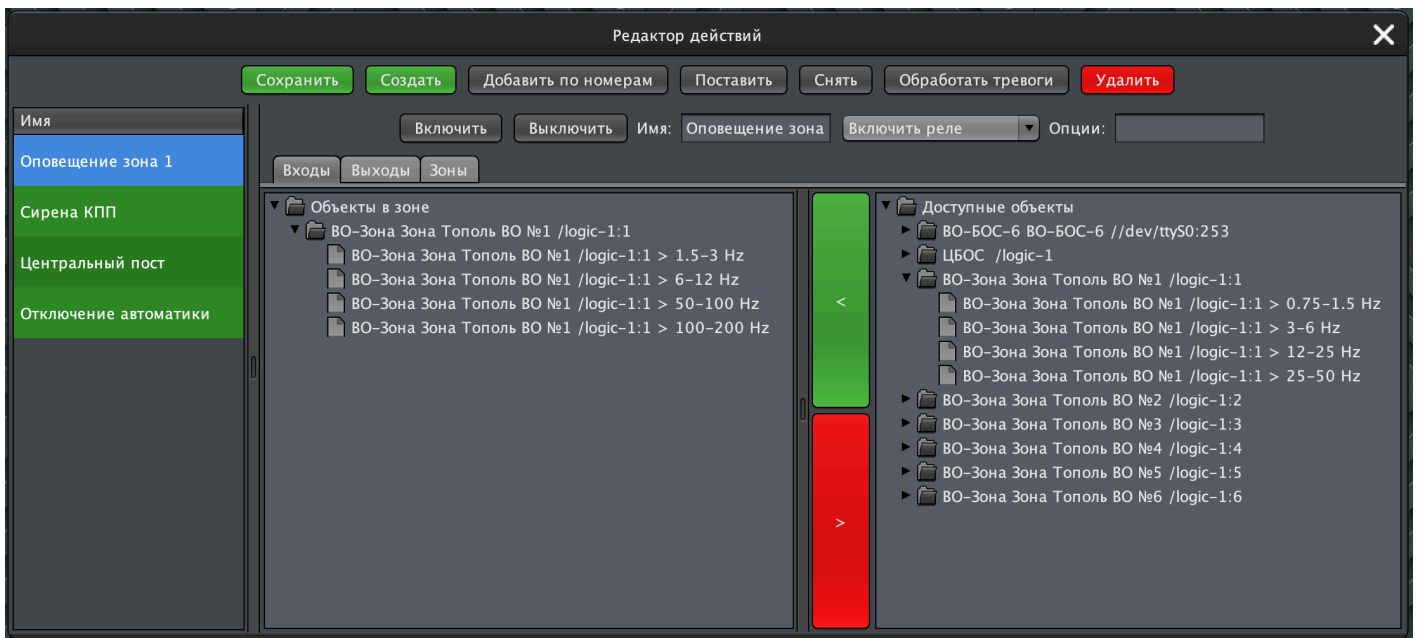 Редактор действий
Сохранить Создать Добавить по номерам Поставить Снять Обработать тревоги Удалить
Имя
Включить Выключить Имя: Оповещение зона Включить реле Опции:
Оповещение зона 1
Сирена КПП
Центральный пост
Отключение автоматики
Входы Выходы Зоны
Объекты в зоне
ВО-Зона Зона Тополь ВО №1 /logic-1:1
ВО-Зона Зона Тополь ВО №1 /logic-1:1 > 1.5-3 Hz
ВО-Зона Зона Тополь ВО №1 /logic-1:1 > 6-12 Hz
ВО-Зона Зона Тополь ВО №1 /logic-1:1 > 50-100 Hz
ВО-Зона Зона Тополь ВО №1 /logic-1:1 > 100-200 Hz
<
>
Доступные объекты
ВО-БОС-6 ВО-БОС-6 //dev/ttyS0:253
ЦБОС /logic-1
ВО-Зона Зона Тополь ВО №1 /logic-1:1
ВО-Зона Зона Тополь ВО №1 /logic-1:1 > 0.75-1.5 Hz
ВО-Зона Зона Тополь ВО №1 /logic-1:1 > 3-6 Hz
ВО-Зона Зона Тополь ВО №1 /logic-1:1 > 12-25 Hz
ВО-Зона Зона Тополь ВО №1 /logic-1:1 > 25-50 Hz
ВО-Зона Зона Тополь ВО №2 /logic-1:2
ВО-Зона Зона Тополь ВО №3 /logic-1:3
ВО-Зона Зона Тополь ВО №4 /logic-1:4
ВО-Зона Зона Тополь ВО №5 /logic-1:5
ВО-Зона Зона Тополь ВО №6 /logic-1:6